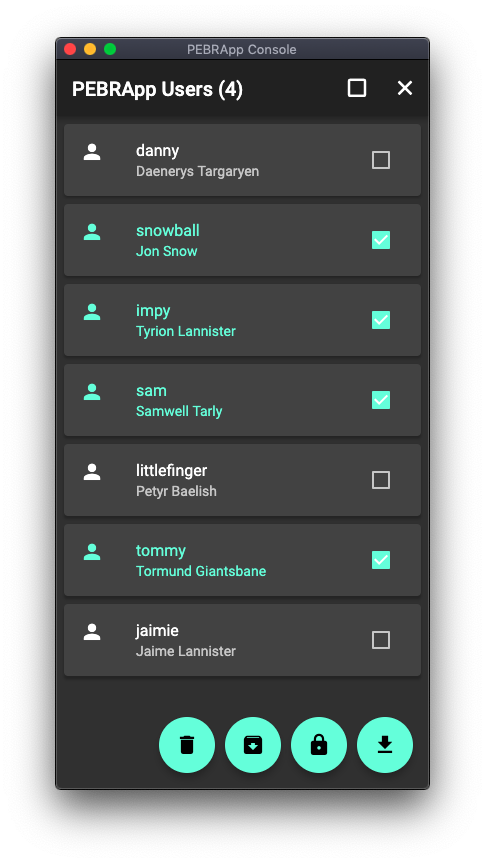 PEBRApp Console
PEBRApp Users (4)
danny
Daenerys Targaryen
snowball
Jon Snow
impy
Tyrion Lannister
sam
Samwell Tarly
littlefinger
Petyr Baelish
tommy
Tormund Giantsbane
jaimie
Jaime Lannister